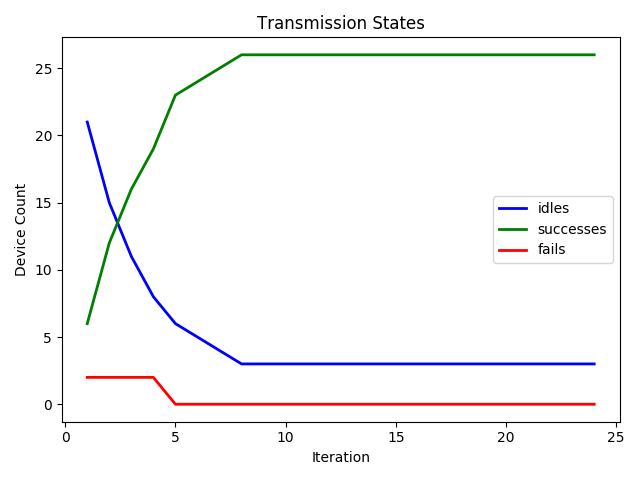 Transmission States
Device Count
25
20
15
10
5
0
idles
successes
fails
0 5 10 15 20 25
Iteration